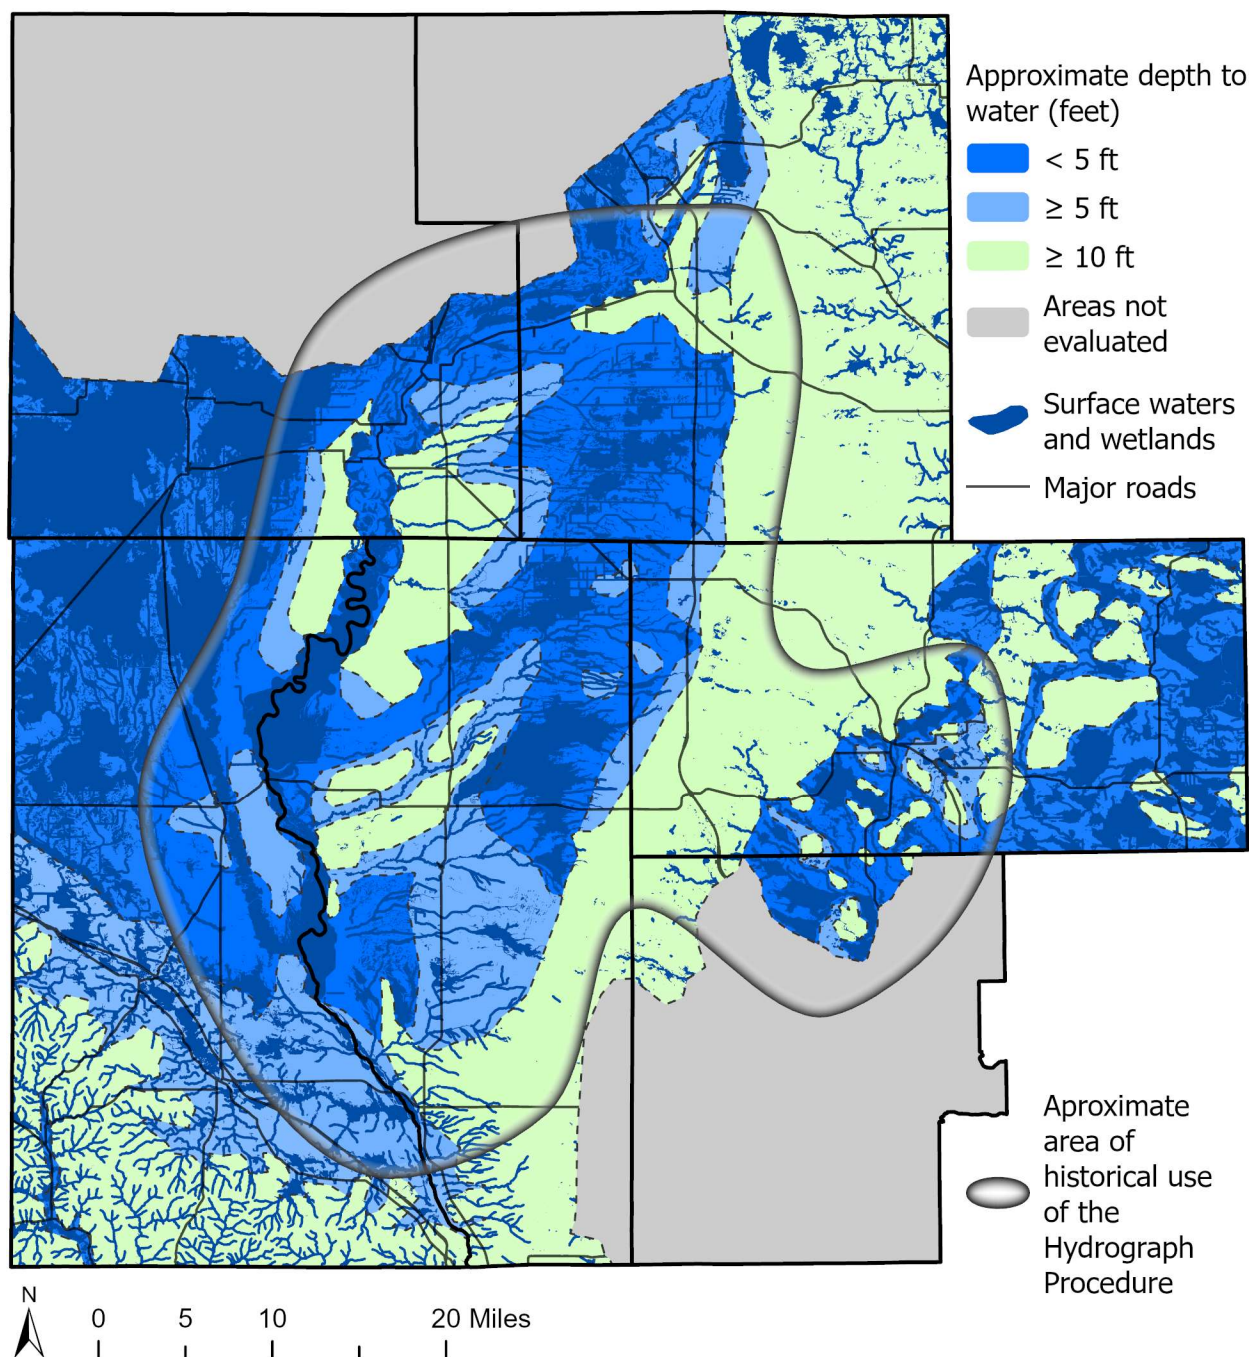 Approximate depth to
water (feet)
< 5 ft
≥ 5 ft
≥ 10 ft
Areas not
evaluated
Surface waters
and wetlands
Major roads
Aproximate
area of
historical use
of the
Hydrograph
Procedure
N
0 5 10 20 Miles